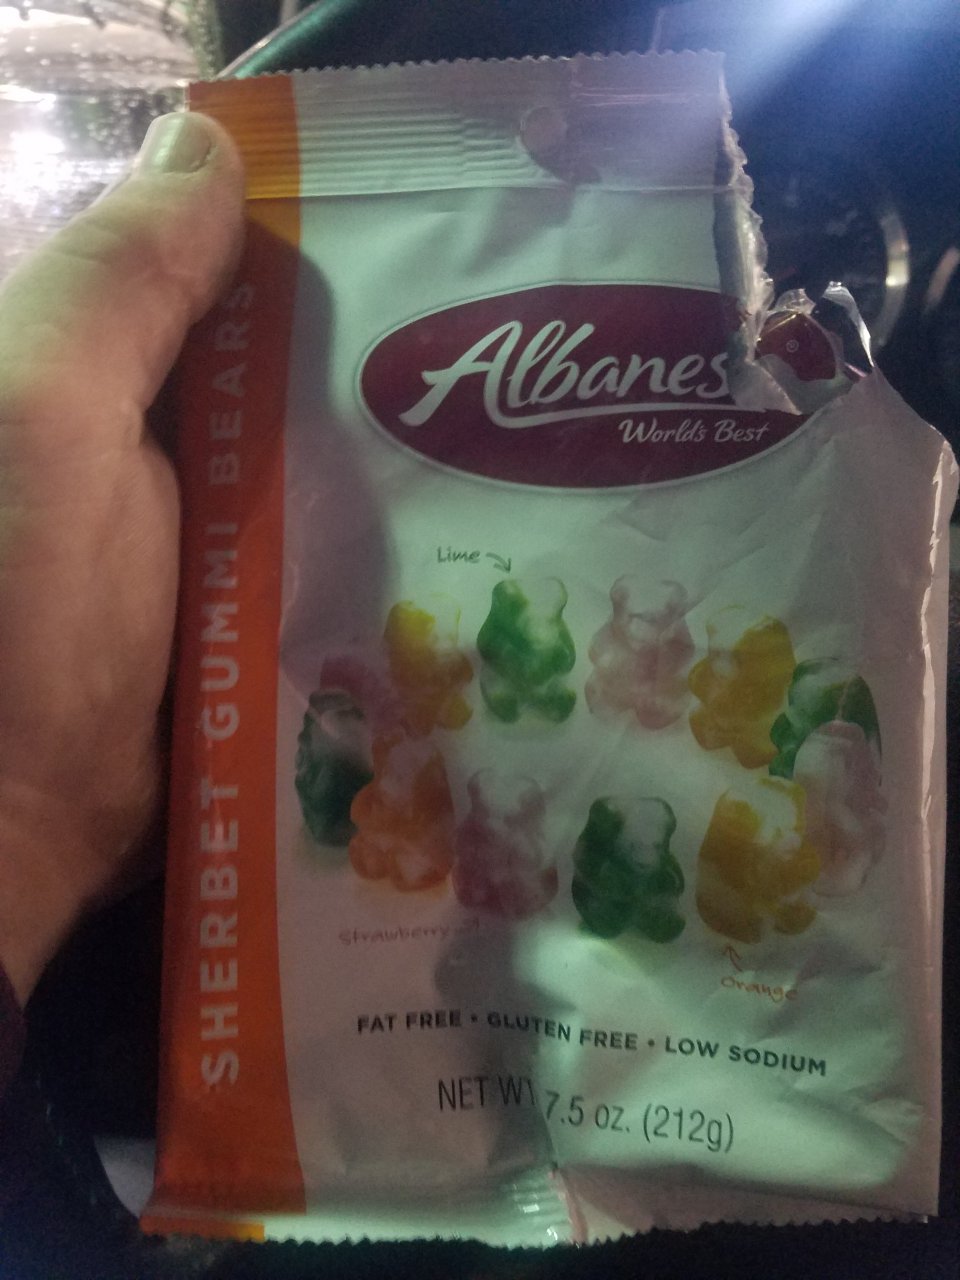 Albanes
World's Best
Lime
SHERBET GUMMI BEARS
Strawberry
Orange
FAT FREE • GLUTEN FREE • LOW SODIUM
NET WT 7.5 oz. (212g)